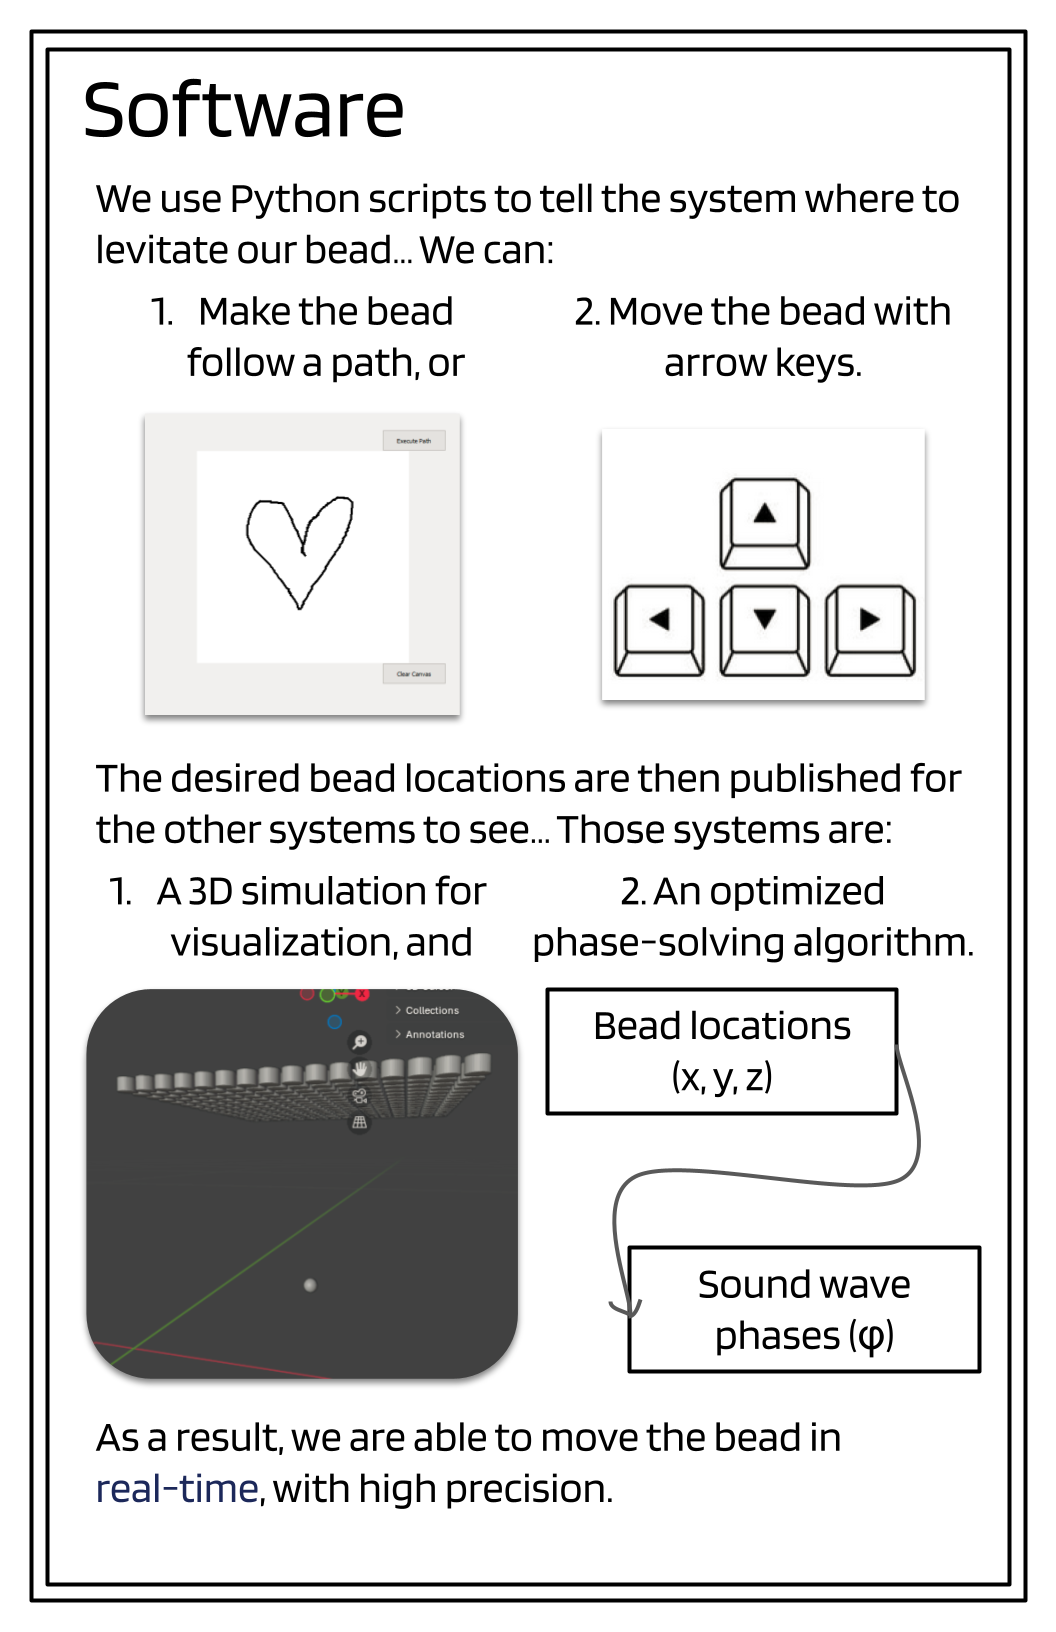 Software
We use Python scripts to tell the system where to
levitate our bead... We can:
1. Make the bead
follow a path, or
2. Move the bead with
arrow keys.
Execute Path
Clear Canvas
The desired bead locations are then published for
the other systems to see... Those systems are:
1. A 3D simulation for
visualization, and
2. An optimized
phase-solving algorithm.
X
Collections
Annotations
Bead locations
(x, y, z)
Sound wave
phases (φ)
As a result, we are able to move the bead in
real-time, with high precision.